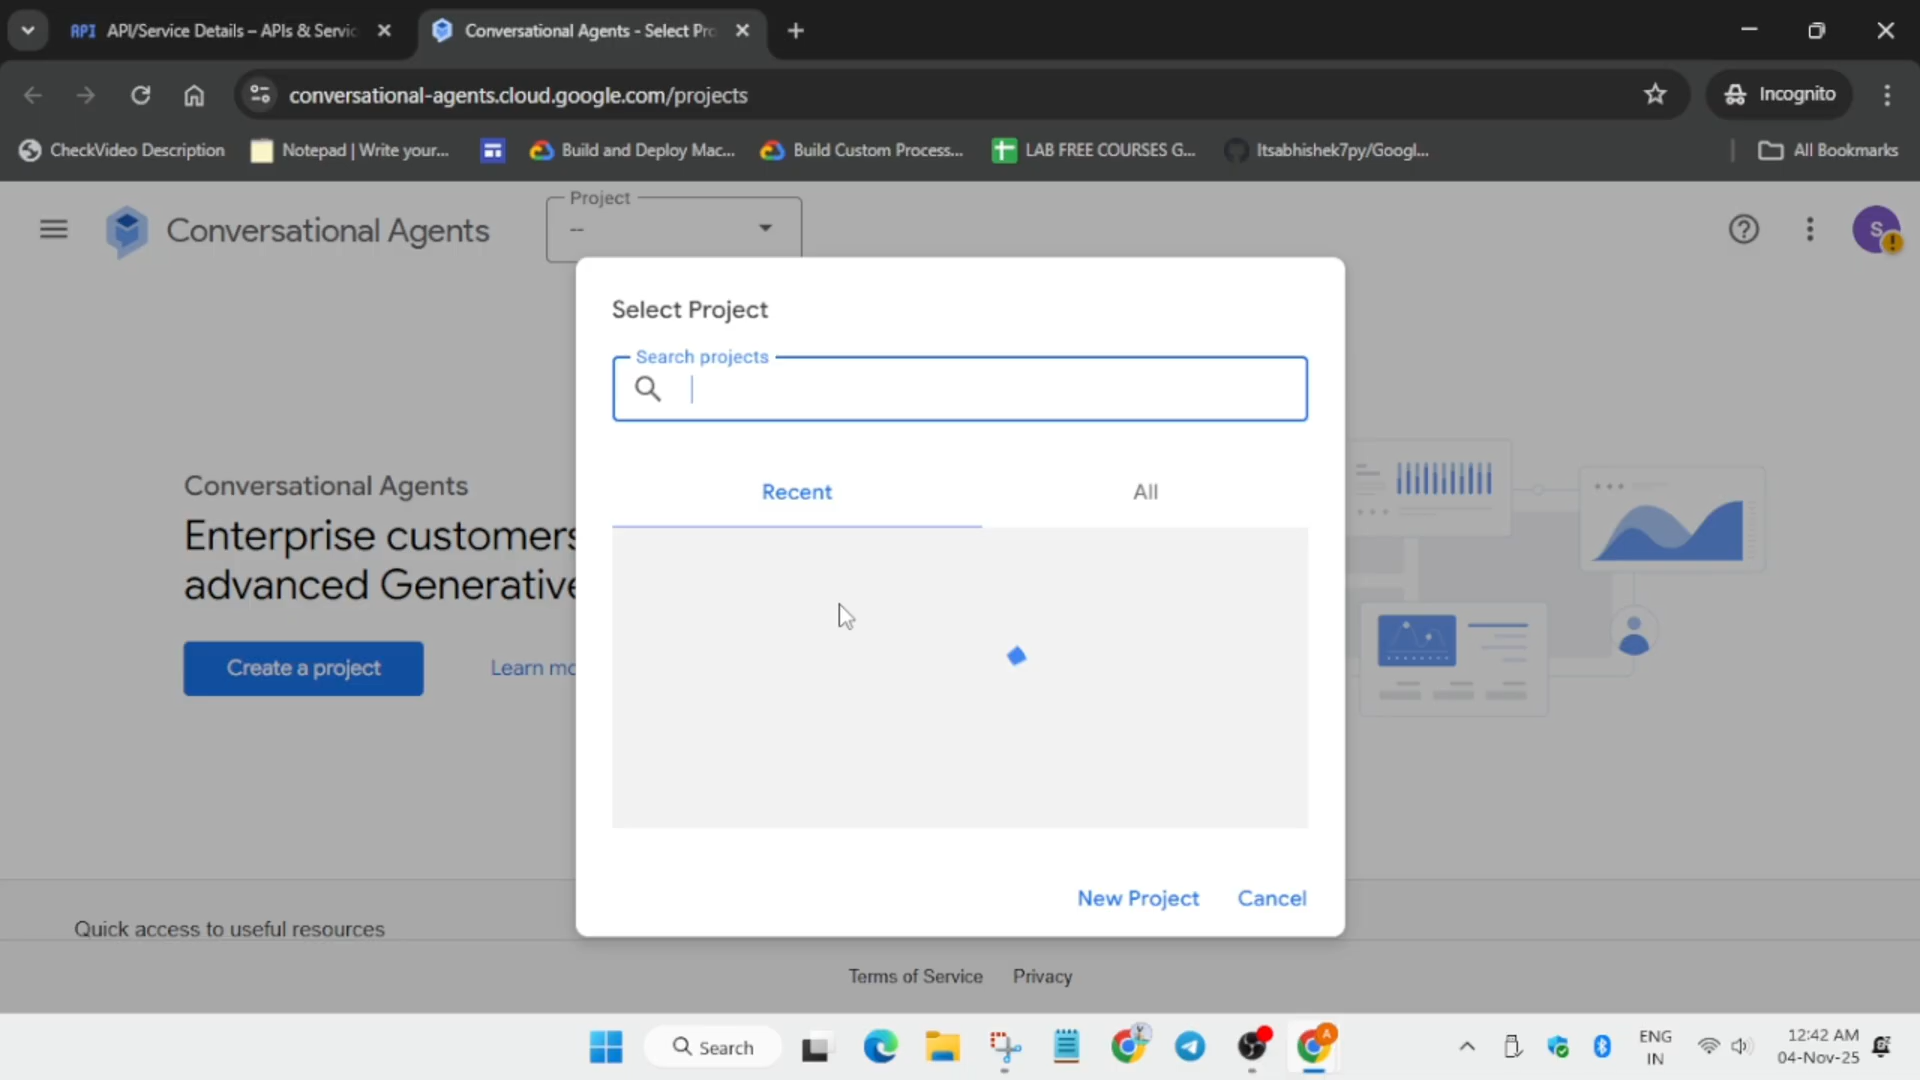 API API/Service Details – APIs & Servic
Conversational Agents - Select Pro
conversational-agents.cloud.google.com/projects
Incognito
CheckVideo Description
Notepad | Write your...
Build and Deploy Mac...
Build Custom Process...
LAB FREE COURSES G...
Itsabhishek7py/Googl...
All Bookmarks
Conversational Agents
Project
--
S
Select Project
Search projects
Recent
All
Conversational Agents
Enterprise customers
advanced Generative
Create a project
Learn mo
New Project
Cancel
Quick access to useful resources
Terms of Service
Privacy
Search
A
ENG
IN
12:42 AM
04-Nov-25